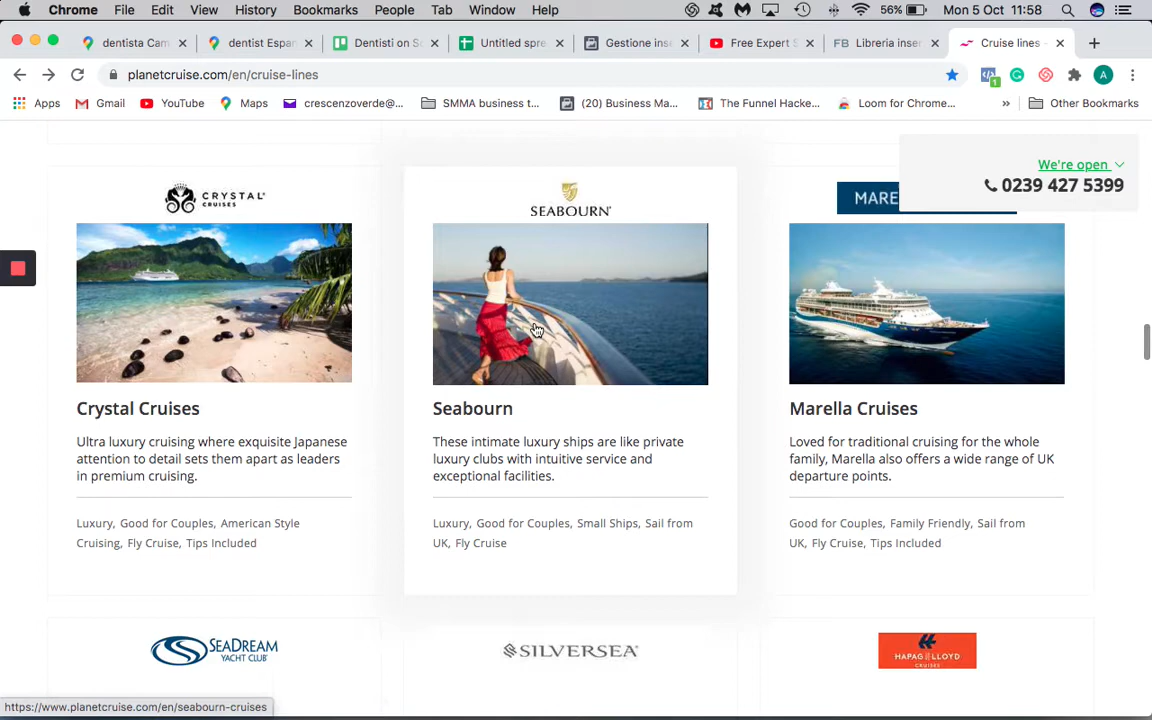 Chrome File Edit View History Bookmarks People Tab Window Help 56% Mon 5 Oct 11:58
dentista Cam
dentist Espan
Dentisti on S
Untitled spre
Gestione inse
Free Expert S
FB Libreria inser
Cruise lines -
planetcruise.com/en/cruise-lines
1
A
Apps Gmail YouTube Maps crescenzoverde@... SMMA business t... (20) Business Ma... The Funnel Hacke... Loom for Chrome... » Other Bookmarks
We're open
0239 427 5399
CRYSTAL
CRUISES
SEABOURN
MARE
Crystal Cruises
Ultra luxury cruising where exquisite Japanese
attention to detail sets them apart as leaders
in premium cruising.
Luxury, Good for Couples, American Style
Cruising, Fly Cruise, Tips Included
Seabourn
These intimate luxury ships are like private
luxury clubs with intuitive service and
exceptional facilities.
Luxury, Good for Couples, Small Ships, Sail from
UK, Fly Cruise
Marella Cruises
Loved for traditional cruising for the whole
family, Marella also offers a wide range of UK
departure points.
Good for Couples, Family Friendly, Sail from
UK, Fly Cruise, Tips Included
SEADREAM
YACHT CLUB
SILVERSEA
HAPAG LLOYD
CRUISES
https://www.planetcruise.com/en/seabourn-cruises